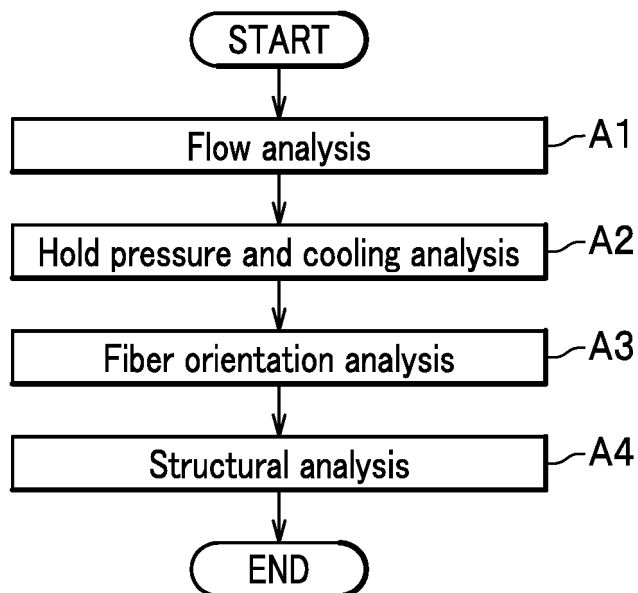 START
Flow analysis
A1
Hold pressure and cooling analysis
A2
Fiber orientation analysis
A3
Structural analysis
A4
END